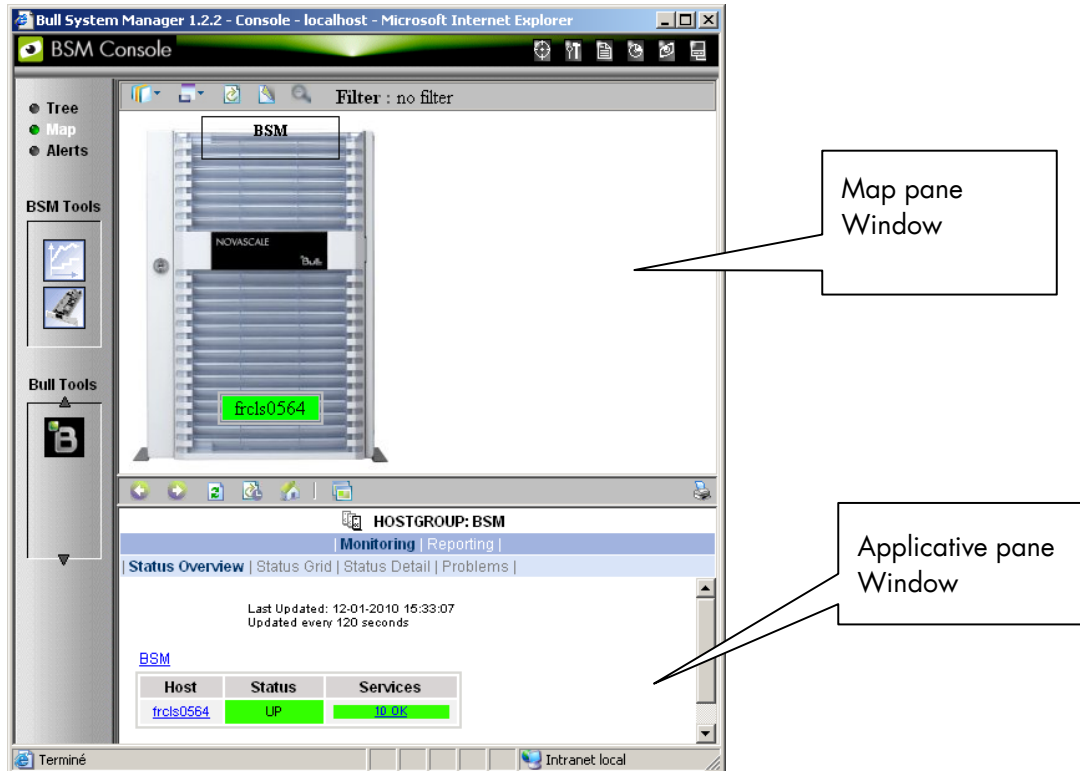 Bull System Manager 1.2.2 - Console - localhost - Microsoft Internet Explorer
BSM Console
Tree
Map
Alerts
BSM Tools
Bull Tools
Filter : no filter
BSM
NOVASCALE
Bull
frcls0564
Map pane
Window
HOSTGROUP: BSM
| Monitoring | Reporting |
| Status Overview | Status Grid | Status Detail | Problems |
Last Updated: 12-01-2010 15:33:07
Updated every 120 seconds
BSM
Host Status Services
frcls0564 UP 10 OK
Applicative pane
Window
Terminé
Intranet local